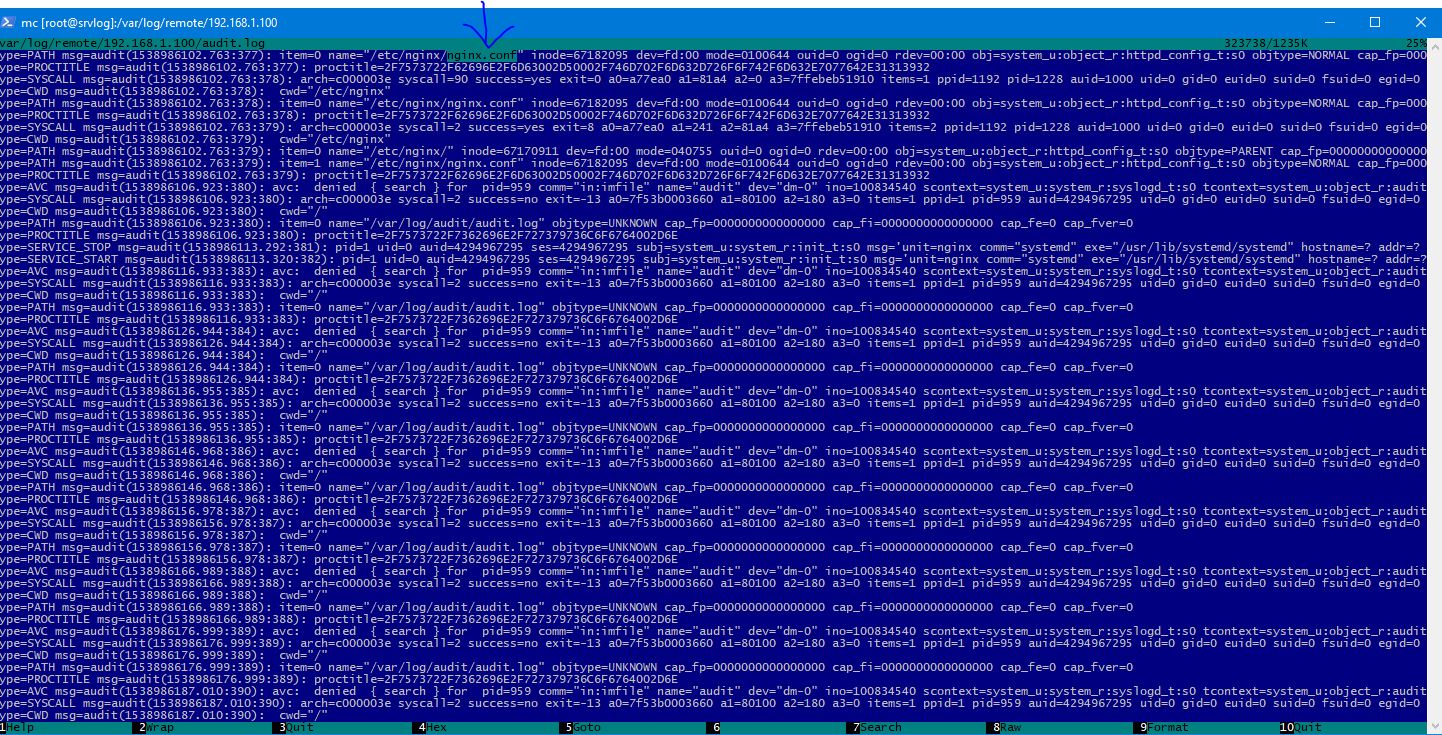 mc [root@srvlog]:/var/log/remote/192.168.1.100
var/log/remote/192.168.1.100/audit.log 323738/1235K 25%
ype=PATH msg=audit(1538986102.763:377): item=0 name="/etc/nginx/nginx.conf" inode=67182095 dev=fd:00 mode=0100644 ouid=0 ogid=0 rdev=00:00 obj=system_u:object_r:httpd_config_t:s0 objtype=NORMAL cap_fp=000
ype=PROCTITLE msg=audit(1538986102.763:377): proctitle=2F7573722F62696E2F6D63002D50002F746D702F6D632D726F6F742F6D632E7077642E31313932
ype=SYSCALL msg=audit(1538986102.763:378): arch=c000003e syscall=90 success=yes exit=0 a0=a77ea0 a1=81a4 a2=0 a3=7ffebeb51910 items=1 ppid=1192 pid=1228 auid=1000 uid=0 gid=0 euid=0 suid=0 fsuid=0 egid=0
ype=CWD msg=audit(1538986102.763:378):  cwd="/etc/nginx"
ype=PATH msg=audit(1538986102.763:378): item=0 name="/etc/nginx/nginx.conf" inode=67182095 dev=fd:00 mode=0100644 ouid=0 ogid=0 rdev=00:00 obj=system_u:object_r:httpd_config_t:s0 objtype=NORMAL cap_fp=000
ype=PROCTITLE msg=audit(1538986102.763:378): proctitle=2F7573722F62696E2F6D63002D50002F746D702F6D632D726F6F742F6D632E7077642E31313932
ype=SYSCALL msg=audit(1538986102.763:379): arch=c000003e syscall=2 success=yes exit=8 a0=a77ea0 a1=241 a2=81a4 a3=7ffebeb51910 items=2 ppid=1192 pid=1228 auid=1000 uid=0 gid=0 euid=0 suid=0 fsuid=0 egid=0
ype=CWD msg=audit(1538986102.763:379):  cwd="/etc/nginx"
ype=PATH msg=audit(1538986102.763:379): item=0 name="/etc/nginx/" inode=67170911 dev=fd:00 mode=040755 ouid=0 ogid=0 rdev=00:00 obj=system_u:object_r:httpd_config_t:s0 objtype=PARENT cap_fp=0000000000000
ype=PATH msg=audit(1538986102.763:379): item=1 name="/etc/nginx/nginx.conf" inode=67182095 dev=fd:00 mode=0100644 ouid=0 ogid=0 rdev=00:00 obj=system_u:object_r:httpd_config_t:s0 objtype=NORMAL cap_fp=000
ype=PROCTITLE msg=audit(1538986102.763:379): proctitle=2F7573722F62696E2F6D63002D50002F746D702F6D632D726F6F742F6D632E7077642E31313932
ype=AVC msg=audit(1538986106.923:380): avc:  denied  { search } for  pid=959 comm="in:imfile" name="audit" dev="dm-0" ino=100834540 scontext=system_u:system_r:syslogd_t:s0 tcontext=system_u:object_r:audit
ype=SYSCALL msg=audit(1538986106.923:380): arch=c000003e syscall=2 success=no exit=-13 a0=7f53b0003660 a1=80100 a2=180 a3=0 items=1 ppid=1 pid=959 auid=4294967295 uid=0 gid=0 euid=0 suid=0 fsuid=0 egid=0
ype=CWD msg=audit(1538986106.923:380):  cwd="/"
ype=PATH msg=audit(1538986106.923:380): item=0 name="/var/log/audit/audit.log" objtype=UNKNOWN cap_fp=0000000000000000 cap_fi=0000000000000000 cap_fe=0 cap_fver=0
ype=PROCTITLE msg=audit(1538986106.923:380): proctitle=2F7573722F7362696E2F727379736C6F6764002D6E
ype=SERVICE_STOP msg=audit(1538986113.292:381): pid=1 uid=0 auid=4294967295 ses=4294967295 subj=system_u:system_r:init_t:s0 msg='unit=nginx comm="systemd" exe="/usr/lib/systemd/systemd" hostname=? addr=?
ype=SERVICE_START msg=audit(1538986113.320:382): pid=1 uid=0 auid=4294967295 ses=4294967295 subj=system_u:system_r:init_t:s0 msg='unit=nginx comm="systemd" exe="/usr/lib/systemd/systemd" hostname=? addr=?
ype=AVC msg=audit(1538986116.933:383): avc:  denied  { search } for  pid=959 comm="in:imfile" name="audit" dev="dm-0" ino=100834540 scontext=system_u:system_r:syslogd_t:s0 tcontext=system_u:object_r:audit
ype=SYSCALL msg=audit(1538986116.933:383): arch=c000003e syscall=2 success=no exit=-13 a0=7f53b0003660 a1=80100 a2=180 a3=0 items=1 ppid=1 pid=959 auid=4294967295 uid=0 gid=0 euid=0 suid=0 fsuid=0 egid=0
ype=CWD msg=audit(1538986116.933:383):  cwd="/"
ype=PATH msg=audit(1538986116.933:383): item=0 name="/var/log/audit/audit.log" objtype=UNKNOWN cap_fp=0000000000000000 cap_fi=0000000000000000 cap_fe=0 cap_fver=0
ype=PROCTITLE msg=audit(1538986116.933:383): proctitle=2F7573722F7362696E2F727379736C6F6764002D6E
ype=AVC msg=audit(1538986126.944:384): avc:  denied  { search } for  pid=959 comm="in:imfile" name="audit" dev="dm-0" ino=100834540 scontext=system_u:system_r:syslogd_t:s0 tcontext=system_u:object_r:audit
ype=SYSCALL msg=audit(1538986126.944:384): arch=c000003e syscall=2 success=no exit=-13 a0=7f53b0003660 a1=80100 a2=180 a3=0 items=1 ppid=1 pid=959 auid=4294967295 uid=0 gid=0 euid=0 suid=0 fsuid=0 egid=0
ype=CWD msg=audit(1538986126.944:384):  cwd="/"
ype=PATH msg=audit(1538986126.944:384): item=0 name="/var/log/audit/audit.log" objtype=UNKNOWN cap_fp=0000000000000000 cap_fi=0000000000000000 cap_fe=0 cap_fver=0
ype=PROCTITLE msg=audit(1538986126.944:384): proctitle=2F7573722F7362696E2F727379736C6F6764002D6E
ype=AVC msg=audit(1538986136.955:385): avc:  denied  { search } for  pid=959 comm="in:imfile" name="audit" dev="dm-0" ino=100834540 scontext=system_u:system_r:syslogd_t:s0 tcontext=system_u:object_r:audit
ype=SYSCALL msg=audit(1538986136.955:385): arch=c000003e syscall=2 success=no exit=-13 a0=7f53b0003660 a1=80100 a2=180 a3=0 items=1 ppid=1 pid=959 auid=4294967295 uid=0 gid=0 euid=0 suid=0 fsuid=0 egid=0
ype=CWD msg=audit(1538986136.955:385):  cwd="/"
ype=PATH msg=audit(1538986136.955:385): item=0 name="/var/log/audit/audit.log" objtype=UNKNOWN cap_fp=0000000000000000 cap_fi=0000000000000000 cap_fe=0 cap_fver=0
ype=PROCTITLE msg=audit(1538986136.955:385): proctitle=2F7573722F7362696E2F727379736C6F6764002D6E
ype=AVC msg=audit(1538986146.968:386): avc:  denied  { search } for  pid=959 comm="in:imfile" name="audit" dev="dm-0" ino=100834540 scontext=system_u:system_r:syslogd_t:s0 tcontext=system_u:object_r:audit
ype=SYSCALL msg=audit(1538986146.968:386): arch=c000003e syscall=2 success=no exit=-13 a0=7f53b0003660 a1=80100 a2=180 a3=0 items=1 ppid=1 pid=959 auid=4294967295 uid=0 gid=0 euid=0 suid=0 fsuid=0 egid=0
ype=CWD msg=audit(1538986146.968:386):  cwd="/"
ype=PATH msg=audit(1538986146.968:386): item=0 name="/var/log/audit/audit.log" objtype=UNKNOWN cap_fp=0000000000000000 cap_fi=0000000000000000 cap_fe=0 cap_fver=0
ype=PROCTITLE msg=audit(1538986146.968:386): proctitle=2F7573722F7362696E2F727379736C6F6764002D6E
ype=AVC msg=audit(1538986156.978:387): avc:  denied  { search } for  pid=959 comm="in:imfile" name="audit" dev="dm-0" ino=100834540 scontext=system_u:system_r:syslogd_t:s0 tcontext=system_u:object_r:audit
ype=SYSCALL msg=audit(1538986156.978:387): arch=c000003e syscall=2 success=no exit=-13 a0=7f53b0003660 a1=80100 a2=180 a3=0 items=1 ppid=1 pid=959 auid=4294967295 uid=0 gid=0 euid=0 suid=0 fsuid=0 egid=0
ype=CWD msg=audit(1538986156.978:387):  cwd="/"
ype=PATH msg=audit(1538986156.978:387): item=0 name="/var/log/audit/audit.log" objtype=UNKNOWN cap_fp=0000000000000000 cap_fi=0000000000000000 cap_fe=0 cap_fver=0
ype=PROCTITLE msg=audit(1538986156.978:387): proctitle=2F7573722F7362696E2F727379736C6F6764002D6E
ype=AVC msg=audit(1538986166.989:388): avc:  denied  { search } for  pid=959 comm="in:imfile" name="audit" dev="dm-0" ino=100834540 scontext=system_u:system_r:syslogd_t:s0 tcontext=system_u:object_r:audit
ype=SYSCALL msg=audit(1538986166.989:388): arch=c000003e syscall=2 success=no exit=-13 a0=7f53b0003660 a1=80100 a2=180 a3=0 items=1 ppid=1 pid=959 auid=4294967295 uid=0 gid=0 euid=0 suid=0 fsuid=0 egid=0
ype=CWD msg=audit(1538986166.989:388):  cwd="/"
ype=PATH msg=audit(1538986166.989:388): item=0 name="/var/log/audit/audit.log" objtype=UNKNOWN cap_fp=0000000000000000 cap_fi=0000000000000000 cap_fe=0 cap_fver=0
ype=PROCTITLE msg=audit(1538986166.989:388): proctitle=2F7573722F7362696E2F727379736C6F6764002D6E
ype=AVC msg=audit(1538986176.999:389): avc:  denied  { search } for  pid=959 comm="in:imfile" name="audit" dev="dm-0" ino=100834540 scontext=system_u:system_r:syslogd_t:s0 tcontext=system_u:object_r:audit
ype=SYSCALL msg=audit(1538986176.999:389): arch=c000003e syscall=2 success=no exit=-13 a0=7f53b0003660 a1=80100 a2=180 a3=0 items=1 ppid=1 pid=959 auid=4294967295 uid=0 gid=0 euid=0 suid=0 fsuid=0 egid=0
ype=CWD msg=audit(1538986176.999:389):  cwd="/"
ype=PATH msg=audit(1538986176.999:389): item=0 name="/var/log/audit/audit.log" objtype=UNKNOWN cap_fp=0000000000000000 cap_fi=0000000000000000 cap_fe=0 cap_fver=0
ype=PROCTITLE msg=audit(1538986176.999:389): proctitle=2F7573722F7362696E2F727379736C6F6764002D6E
ype=AVC msg=audit(1538986187.010:390): avc:  denied  { search } for  pid=959 comm="in:imfile" name="audit" dev="dm-0" ino=100834540 scontext=system_u:system_r:syslogd_t:s0 tcontext=system_u:object_r:audit
ype=SYSCALL msg=audit(1538986187.010:390): arch=c000003e syscall=2 success=no exit=-13 a0=7f53b0003660 a1=80100 a2=180 a3=0 items=1 ppid=1 pid=959 auid=4294967295 uid=0 gid=0 euid=0 suid=0 fsuid=0 egid=0
ype=CWD msg=audit(1538986187.010:390):  cwd="/"
1Help 2Wrap 3Quit 4Hex 5Goto 6 7Search 8Raw 9Format 10Quit